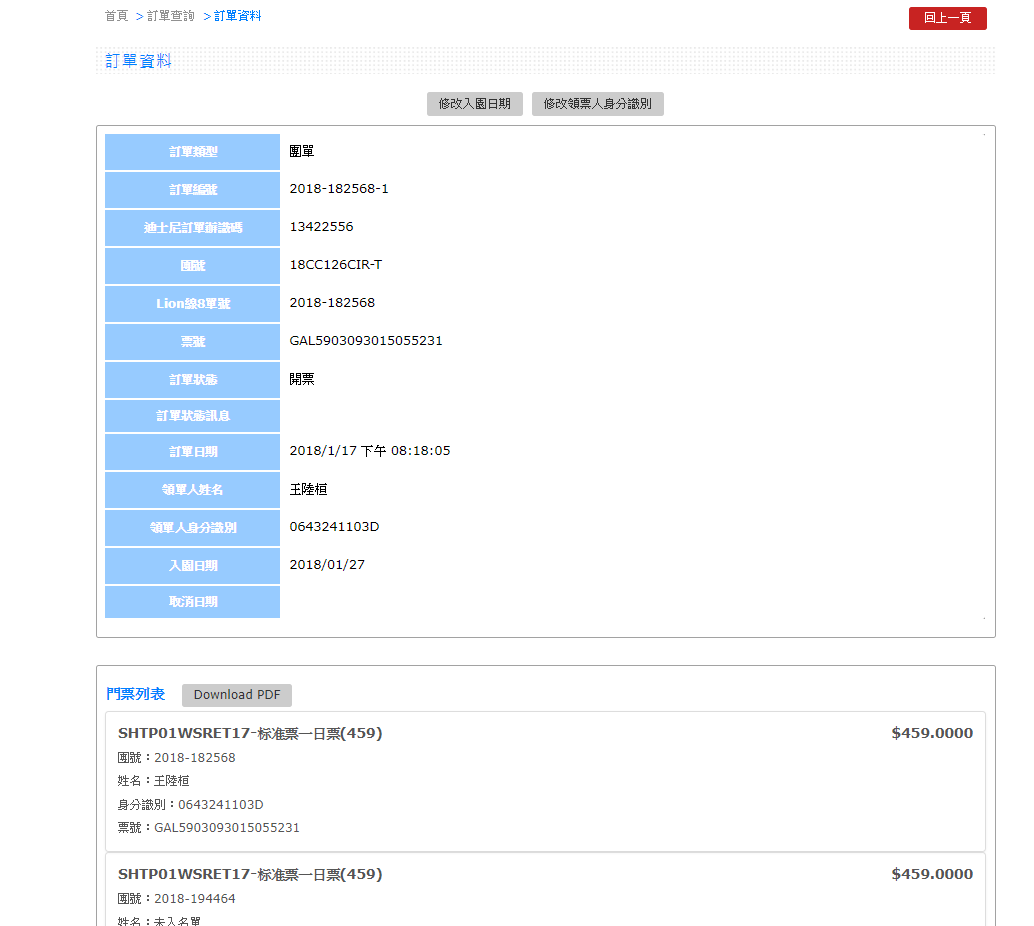 首頁 > 訂單查詢 > 訂單資料
回上一頁
訂單資料
修改入園日期 修改領票人身分識別
訂單類型 團單
訂單編號 2018-182568-1
迪士尼訂單辦識碼 13422556
團號 18CC126CIR-T
Lion線8單號 2018-182568
票號 GAL5903093015055231
訂單狀態 開票
訂單狀態訊息
訂單日期 2018/1/17 下午 08:18:05
領單人姓名 王陸桓
領單人身分識別 0643241103D
入園日期 2018/01/27
取消日期
門票列表 Download PDF
SHTP01WSRET17-标准票一日票(459) $459.0000
團號：2018-182568
姓名：王陸桓
身分識別：0643241103D
票號：GAL5903093015055231
SHTP01WSRET17-标准票一日票(459) $459.0000
團號：2018-194464
姓名：未入名單